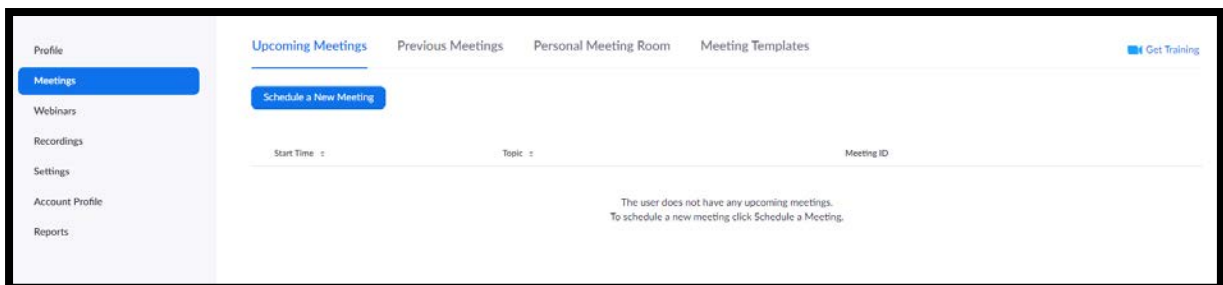 Profile
Meetings
Webinars
Recordings
Settings
Account Profile
Reports
Upcoming Meetings Previous Meetings Personal Meeting Room Meeting Templates
Get Training
Schedule a New Meeting
Start Time Topic Meeting ID
The user does not have any upcoming meetings.
To schedule a new meeting click Schedule a Meeting.